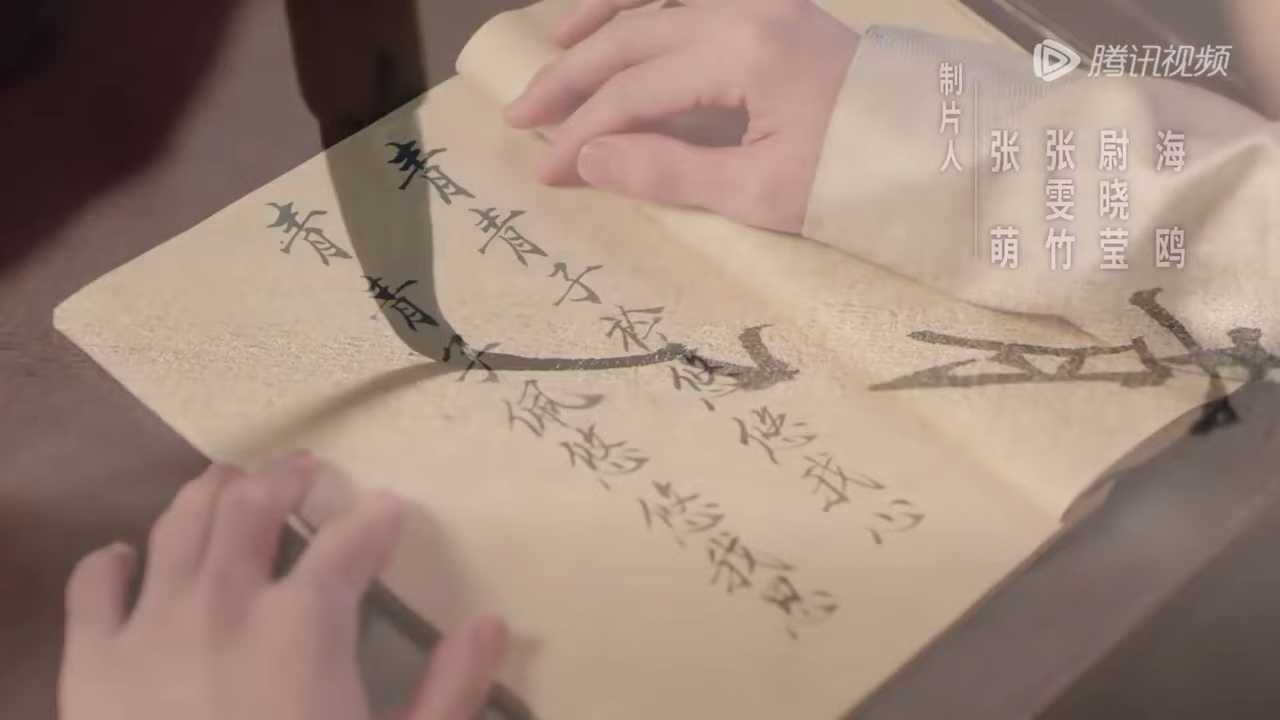 腾讯视频
制片人
张萌
张雯竹
尉晓莹
海鸥
青青子衿悠悠我心
青青子佩悠悠我思